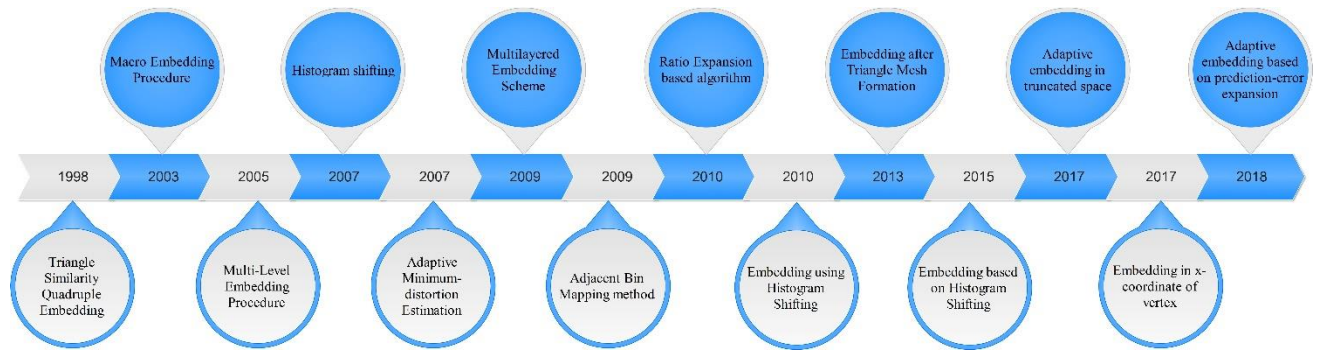 Macro Embedding
Procedure
Histogram shifting
Multilayered
Embedding
Scheme
Ratio Expansion
based algorithm
Embedding after
Triangle Mesh
Formation
Adaptive
embedding in
truncated space
Adaptive
embedding based
on prediction-error
expansion
1998
2003
2005
2007
2007
2009
2009
2010
2010
2013
2015
2017
2017
2018
Triangle
Similarity
Quadruple
Embedding
Multi-Level
Embedding
Procedure
Adaptive
Minimum-
distortion
Estimation
Adjacent Bin
Mapping method
Embedding using
Histogram
Shifting
Embedding based
on Histogram
Shifting
Embedding in x-
coordinate of
vertex